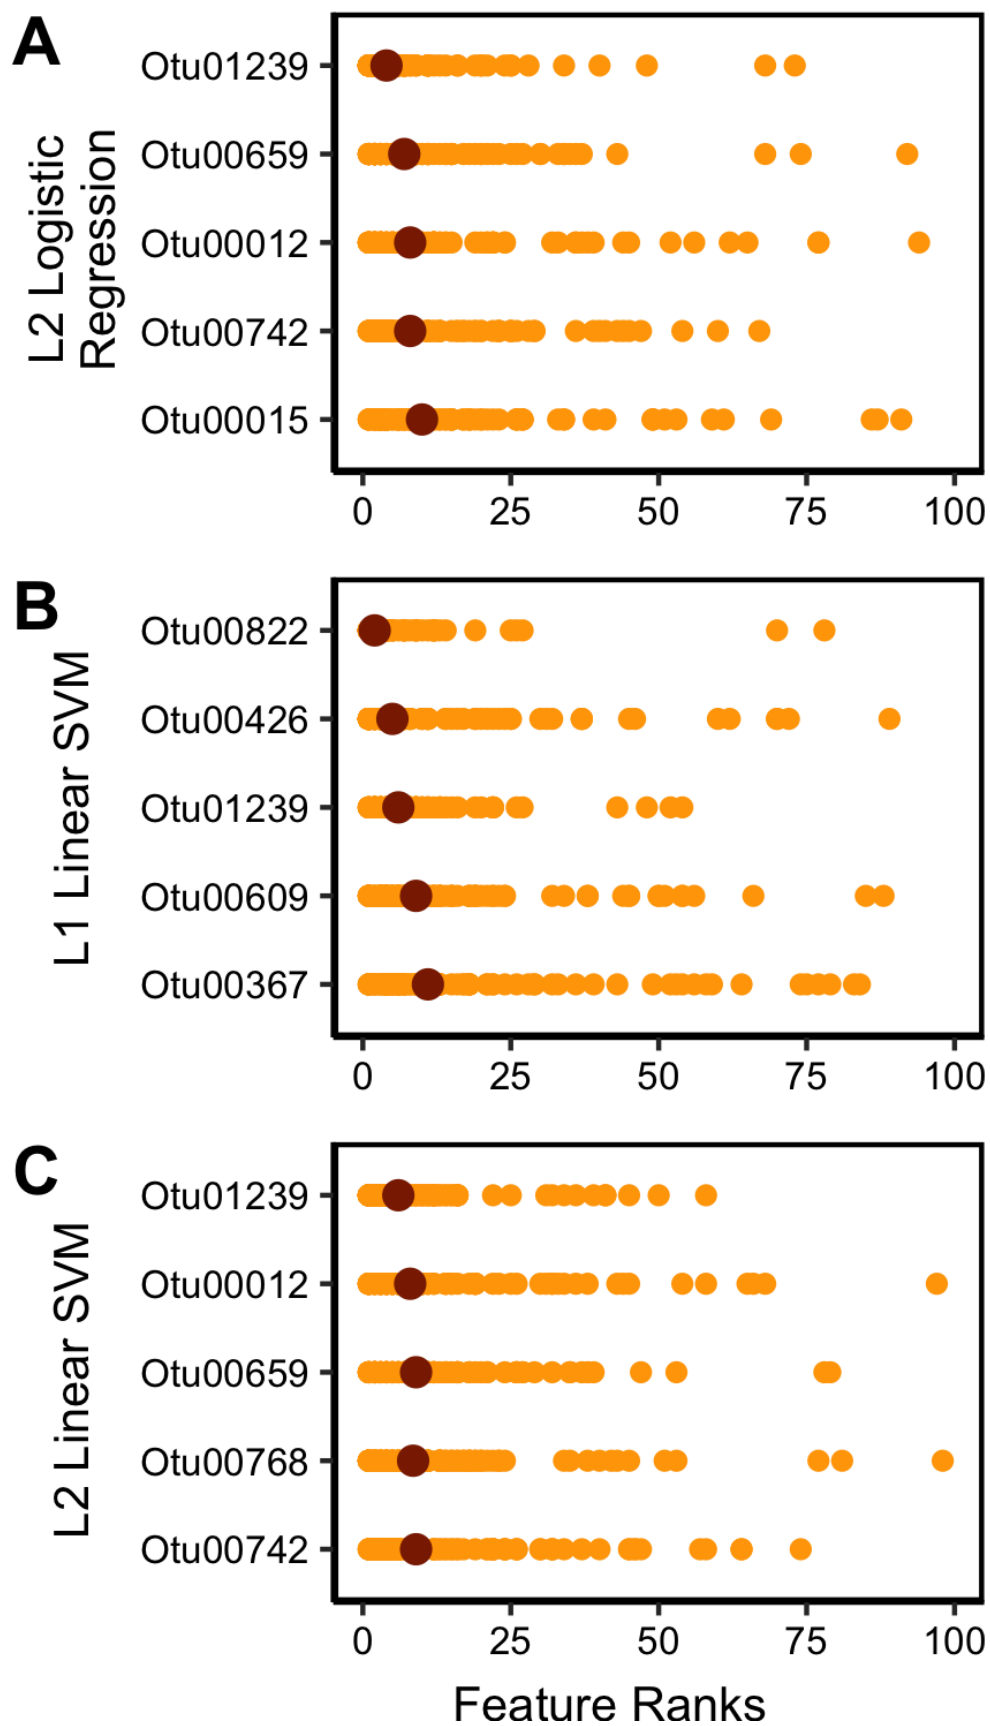 A
L2 Logistic
Regression
Otu01239
Otu00659
Otu00012
Otu00742
Otu00015
0 25 50 75 100
B
L1 Linear SVM
Otu00822
Otu00426
Otu01239
Otu00609
Otu00367
0 25 50 75 100
C
L2 Linear SVM
Otu01239
Otu00012
Otu00659
Otu00768
Otu00742
0 25 50 75 100
Feature Ranks